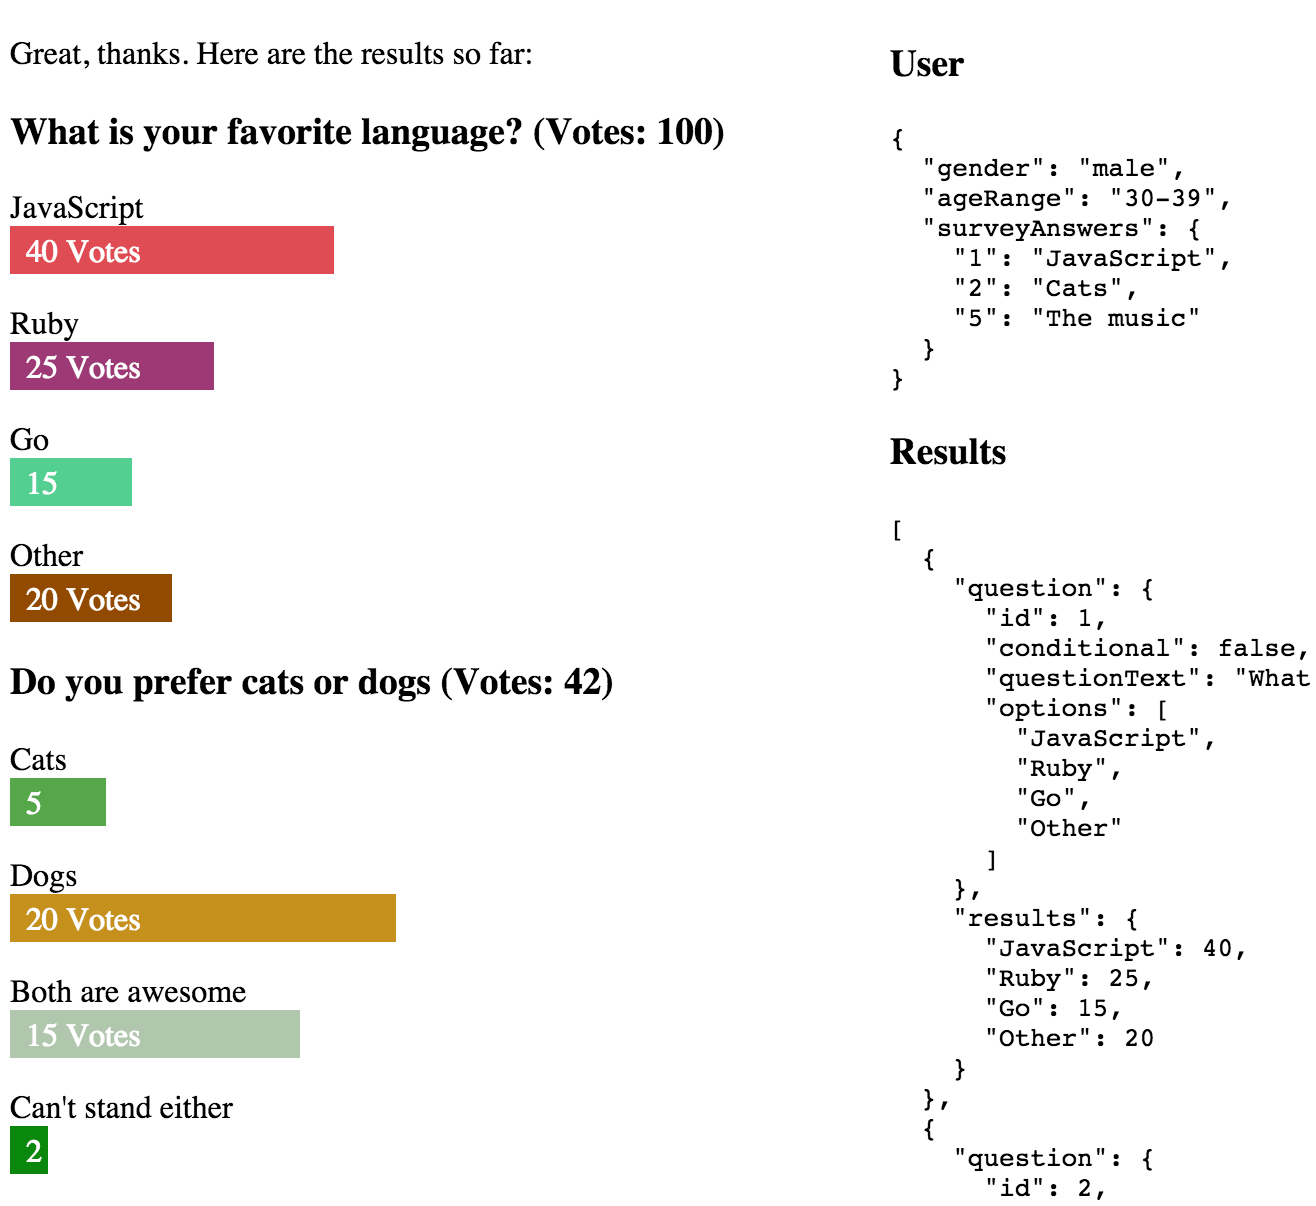 Great, thanks. Here are the results so far:
What is your favorite language? (Votes: 100)
JavaScript
40 Votes
Ruby
25 Votes
Go
15
Other
20 Votes
Do you prefer cats or dogs (Votes: 42)
Cats
5
Dogs
20 Votes
Both are awesome
15 Votes
Can't stand either
2
User
{
  "gender": "male",
  "ageRange": "30-39",
  "surveyAnswers": {
    "1": "JavaScript",
    "2": "Cats",
    "5": "The music"
  }
}
Results
[
  {
    "question": {
      "id": 1,
      "conditional": false,
      "questionText": "What
      "options": [
        "JavaScript",
        "Ruby",
        "Go",
        "Other"
      ]
    },
    "results": {
      "JavaScript": 40,
      "Ruby": 25,
      "Go": 15,
      "Other": 20
    }
  },
  {
    "question": {
      "id": 2,